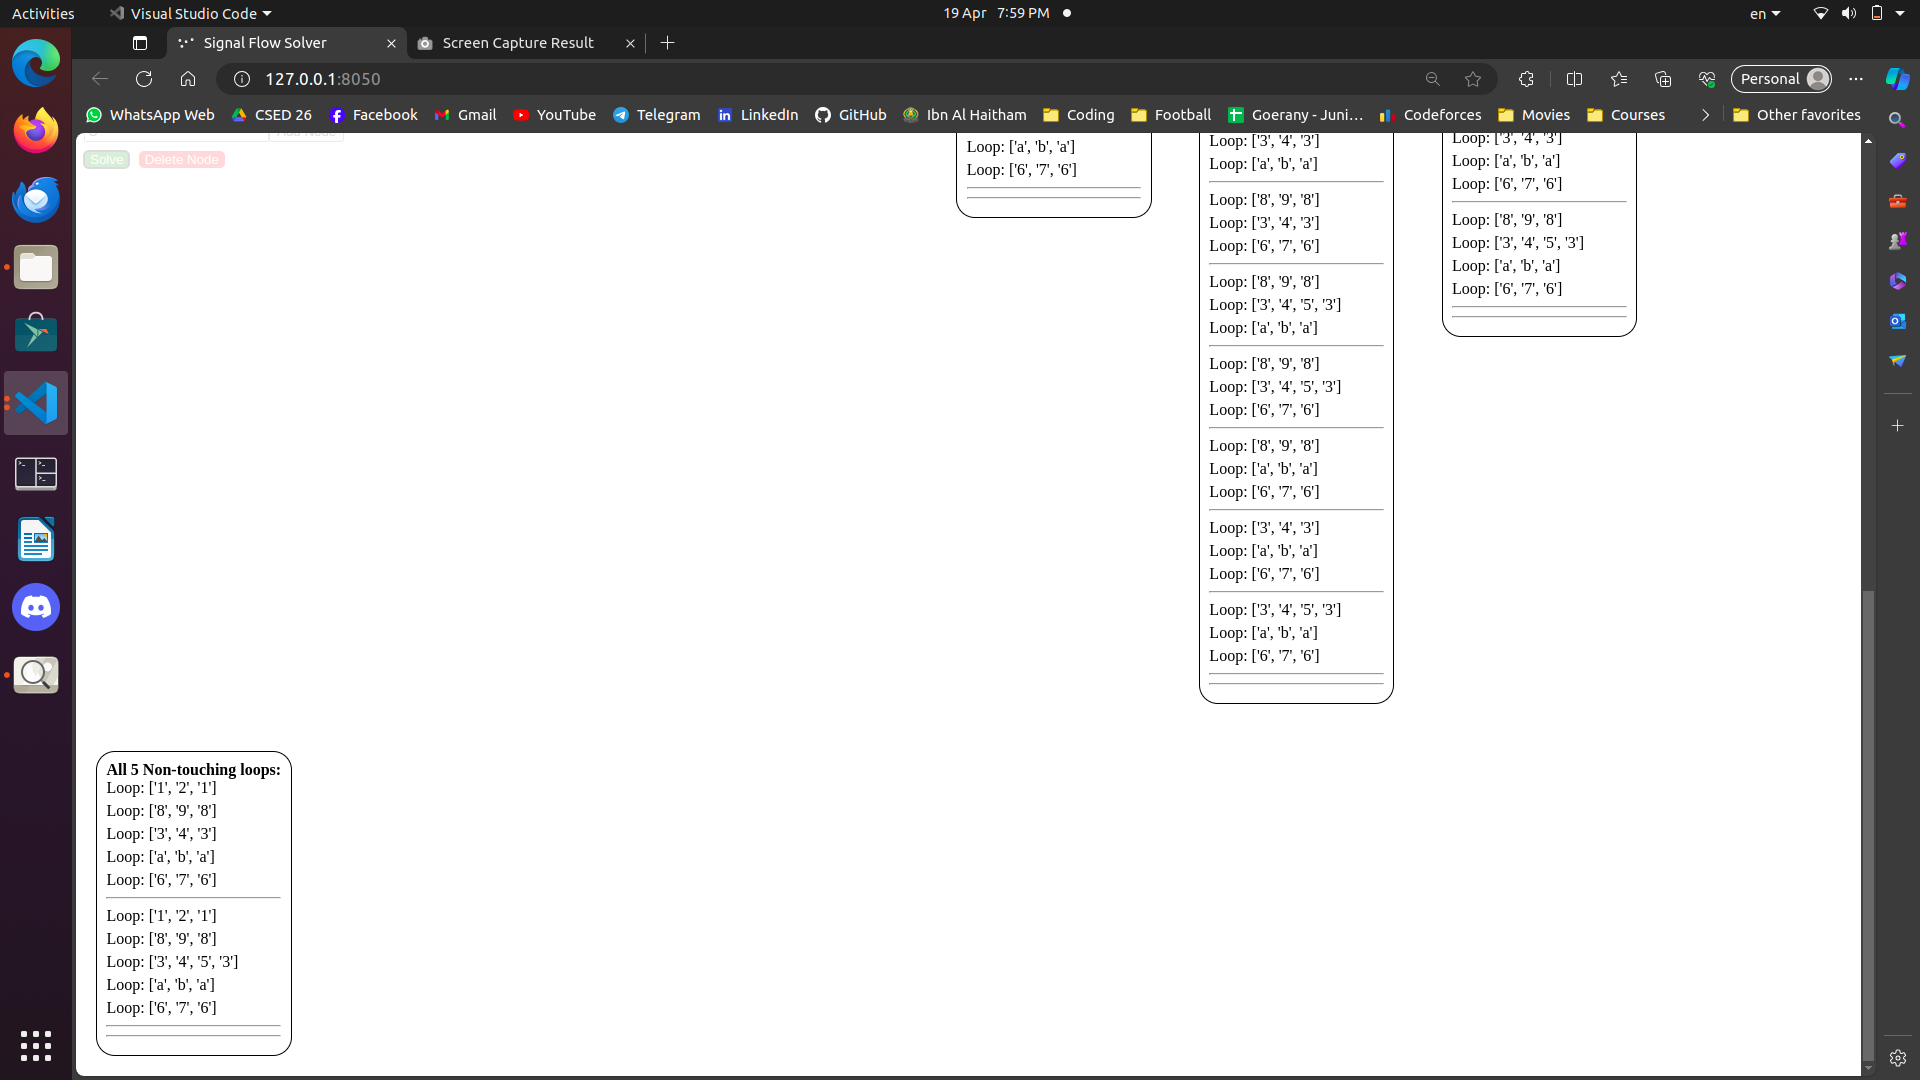 Activities
Visual Studio Code
19 Apr 7:59 PM
en
Signal Flow Solver
Screen Capture Result
127.0.0.1:8050
Personal
WhatsApp Web
CSED 26
Facebook
Gmail
YouTube
Telegram
LinkedIn
GitHub
Ibn Al Haitham
Coding
Football
Goerany - Juni...
Codeforces
Movies
Courses
Other favorites
Add Node
Solve
Delete Node
Loop: ['a', 'b', 'a']
Loop: ['6', '7', '6']
Loop: ['3', '4', '3']
Loop: ['a', 'b', 'a']
Loop: ['8', '9', '8']
Loop: ['3', '4', '3']
Loop: ['6', '7', '6']
Loop: ['8', '9', '8']
Loop: ['3', '4', '5', '3']
Loop: ['a', 'b', 'a']
Loop: ['8', '9', '8']
Loop: ['3', '4', '5', '3']
Loop: ['6', '7', '6']
Loop: ['8', '9', '8']
Loop: ['a', 'b', 'a']
Loop: ['6', '7', '6']
Loop: ['3', '4', '3']
Loop: ['a', 'b', 'a']
Loop: ['6', '7', '6']
Loop: ['3', '4', '5', '3']
Loop: ['a', 'b', 'a']
Loop: ['6', '7', '6']
Loop: ['3', '4', '3']
Loop: ['a', 'b', 'a']
Loop: ['6', '7', '6']
Loop: ['8', '9', '8']
Loop: ['3', '4', '5', '3']
Loop: ['a', 'b', 'a']
Loop: ['6', '7', '6']
All 5 Non-touching loops:
Loop: ['1', '2', '1']
Loop: ['8', '9', '8']
Loop: ['3', '4', '3']
Loop: ['a', 'b', 'a']
Loop: ['6', '7', '6']
Loop: ['1', '2', '1']
Loop: ['8', '9', '8']
Loop: ['3', '4', '5', '3']
Loop: ['a', 'b', 'a']
Loop: ['6', '7', '6']